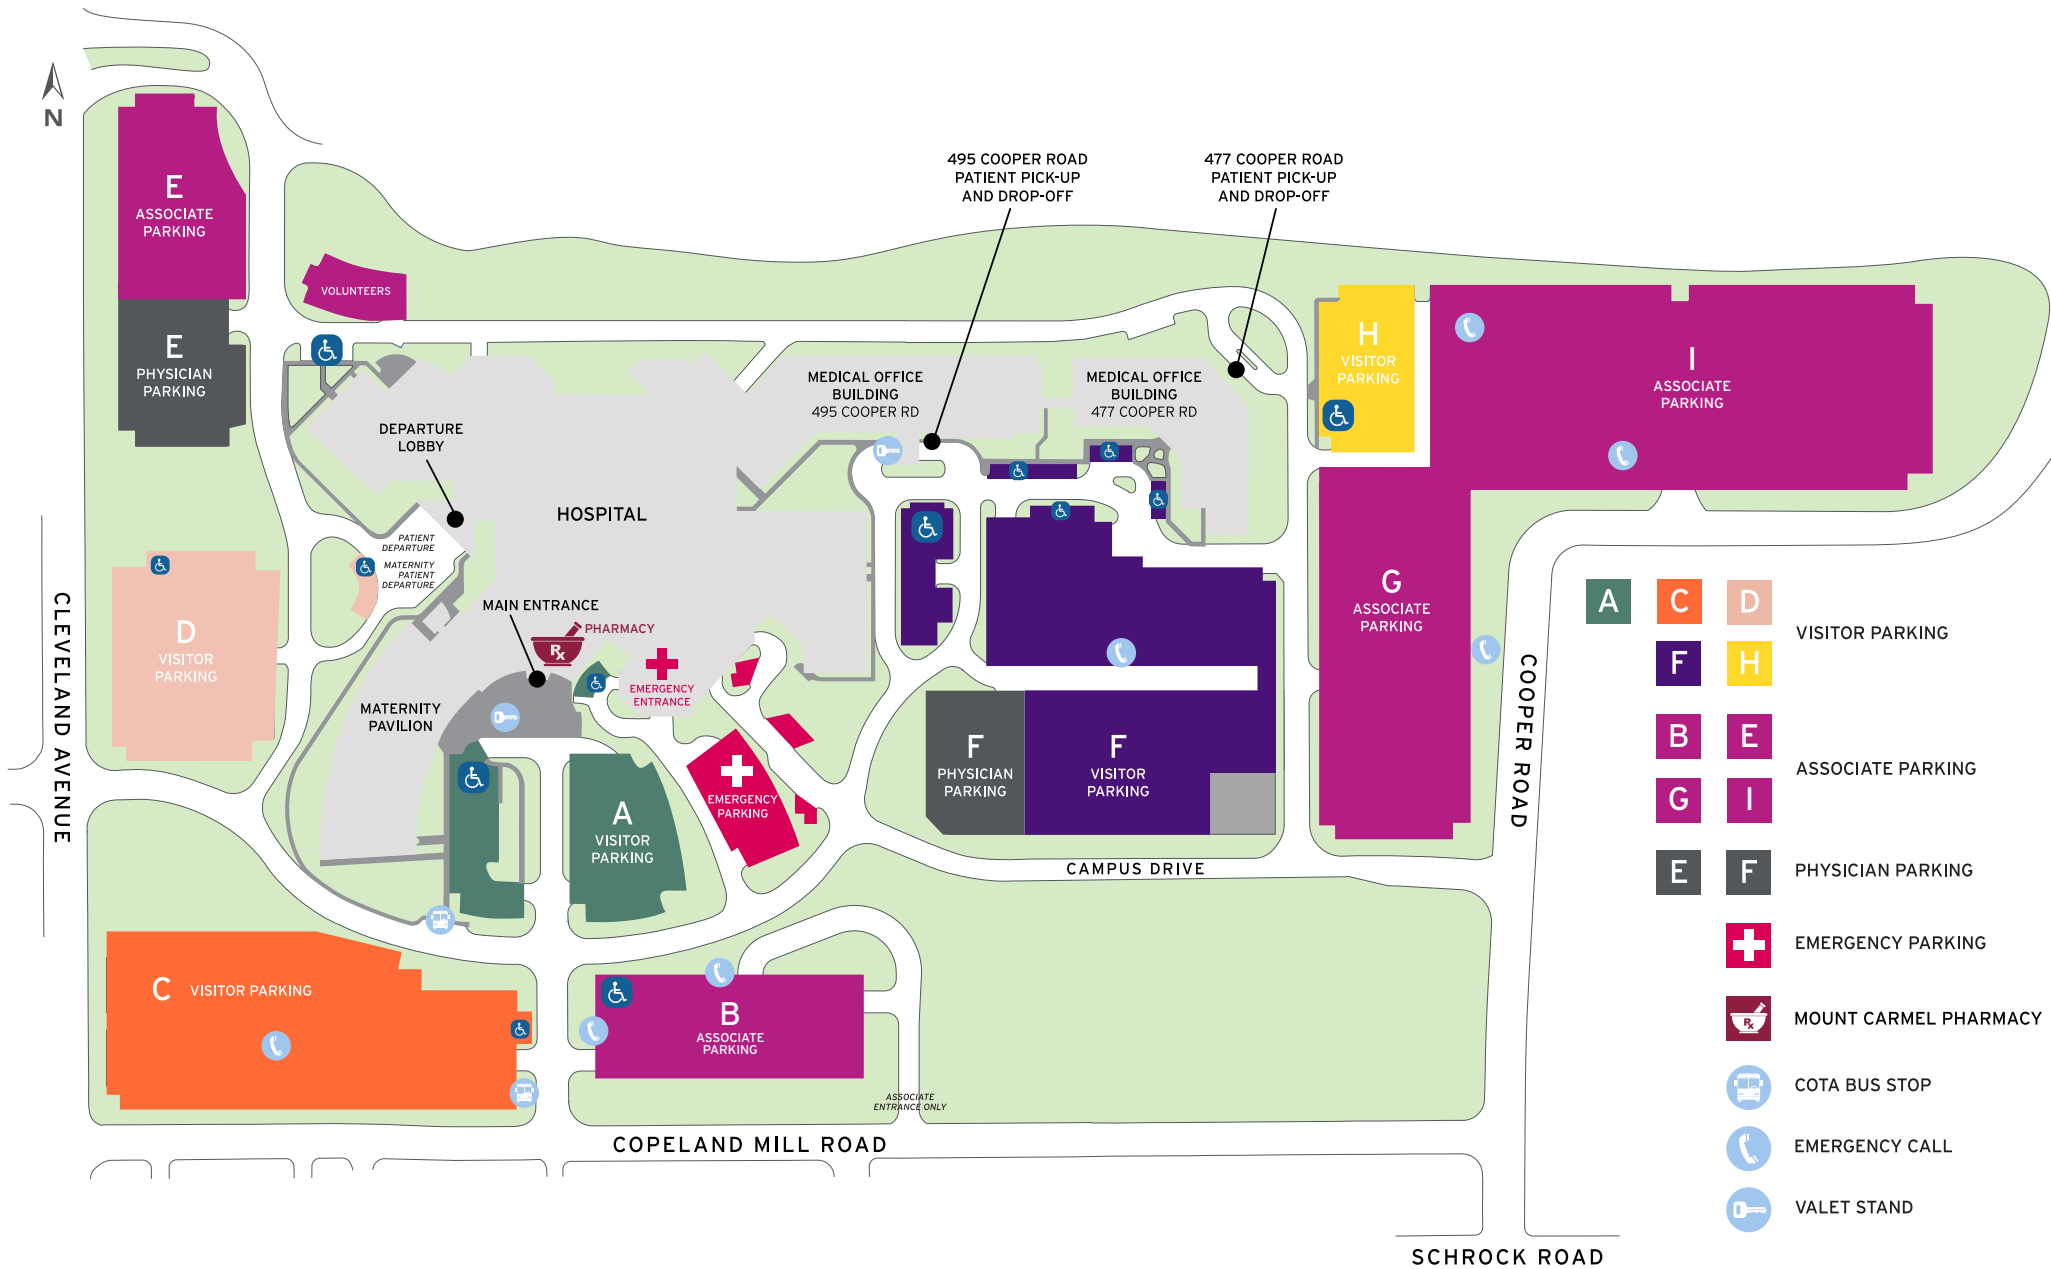 N
E
ASSOCIATE
PARKING
VOLUNTEERS
E
PHYSICIAN
PARKING
495 COOPER ROAD
PATIENT PICK-UP
AND DROP-OFF
477 COOPER ROAD
PATIENT PICK-UP
AND DROP-OFF
MEDICAL OFFICE
BUILDING
495 COOPER RD
MEDICAL OFFICE
BUILDING
477 COOPER RD
H
VISITOR
PARKING
I
ASSOCIATE
PARKING
DEPARTURE
LOBBY
HOSPITAL
PATIENT
DEPARTURE
MATERNITY
PATIENT
DEPARTURE
MAIN ENTRANCE
PHARMACY
Rx
EMERGENCY
ENTRANCE
D
VISITOR
PARKING
MATERNITY
PAVILION
CLEVELAND AVENUE
G
ASSOCIATE
PARKING
COOPER ROAD
F
PHYSICIAN
PARKING
F
VISITOR
PARKING
EMERGENCY
PARKING
A
VISITOR
PARKING
CAMPUS DRIVE
C VISITOR PARKING
B
ASSOCIATE
PARKING
ASSOCIATE
ENTRANCE ONLY
COPELAND MILL ROAD
SCHROCK ROAD
A C D
F H
VISITOR PARKING
B E
G I
ASSOCIATE PARKING
E F PHYSICIAN PARKING
EMERGENCY PARKING
Rx MOUNT CARMEL PHARMACY
COTA BUS STOP
EMERGENCY CALL
VALET STAND